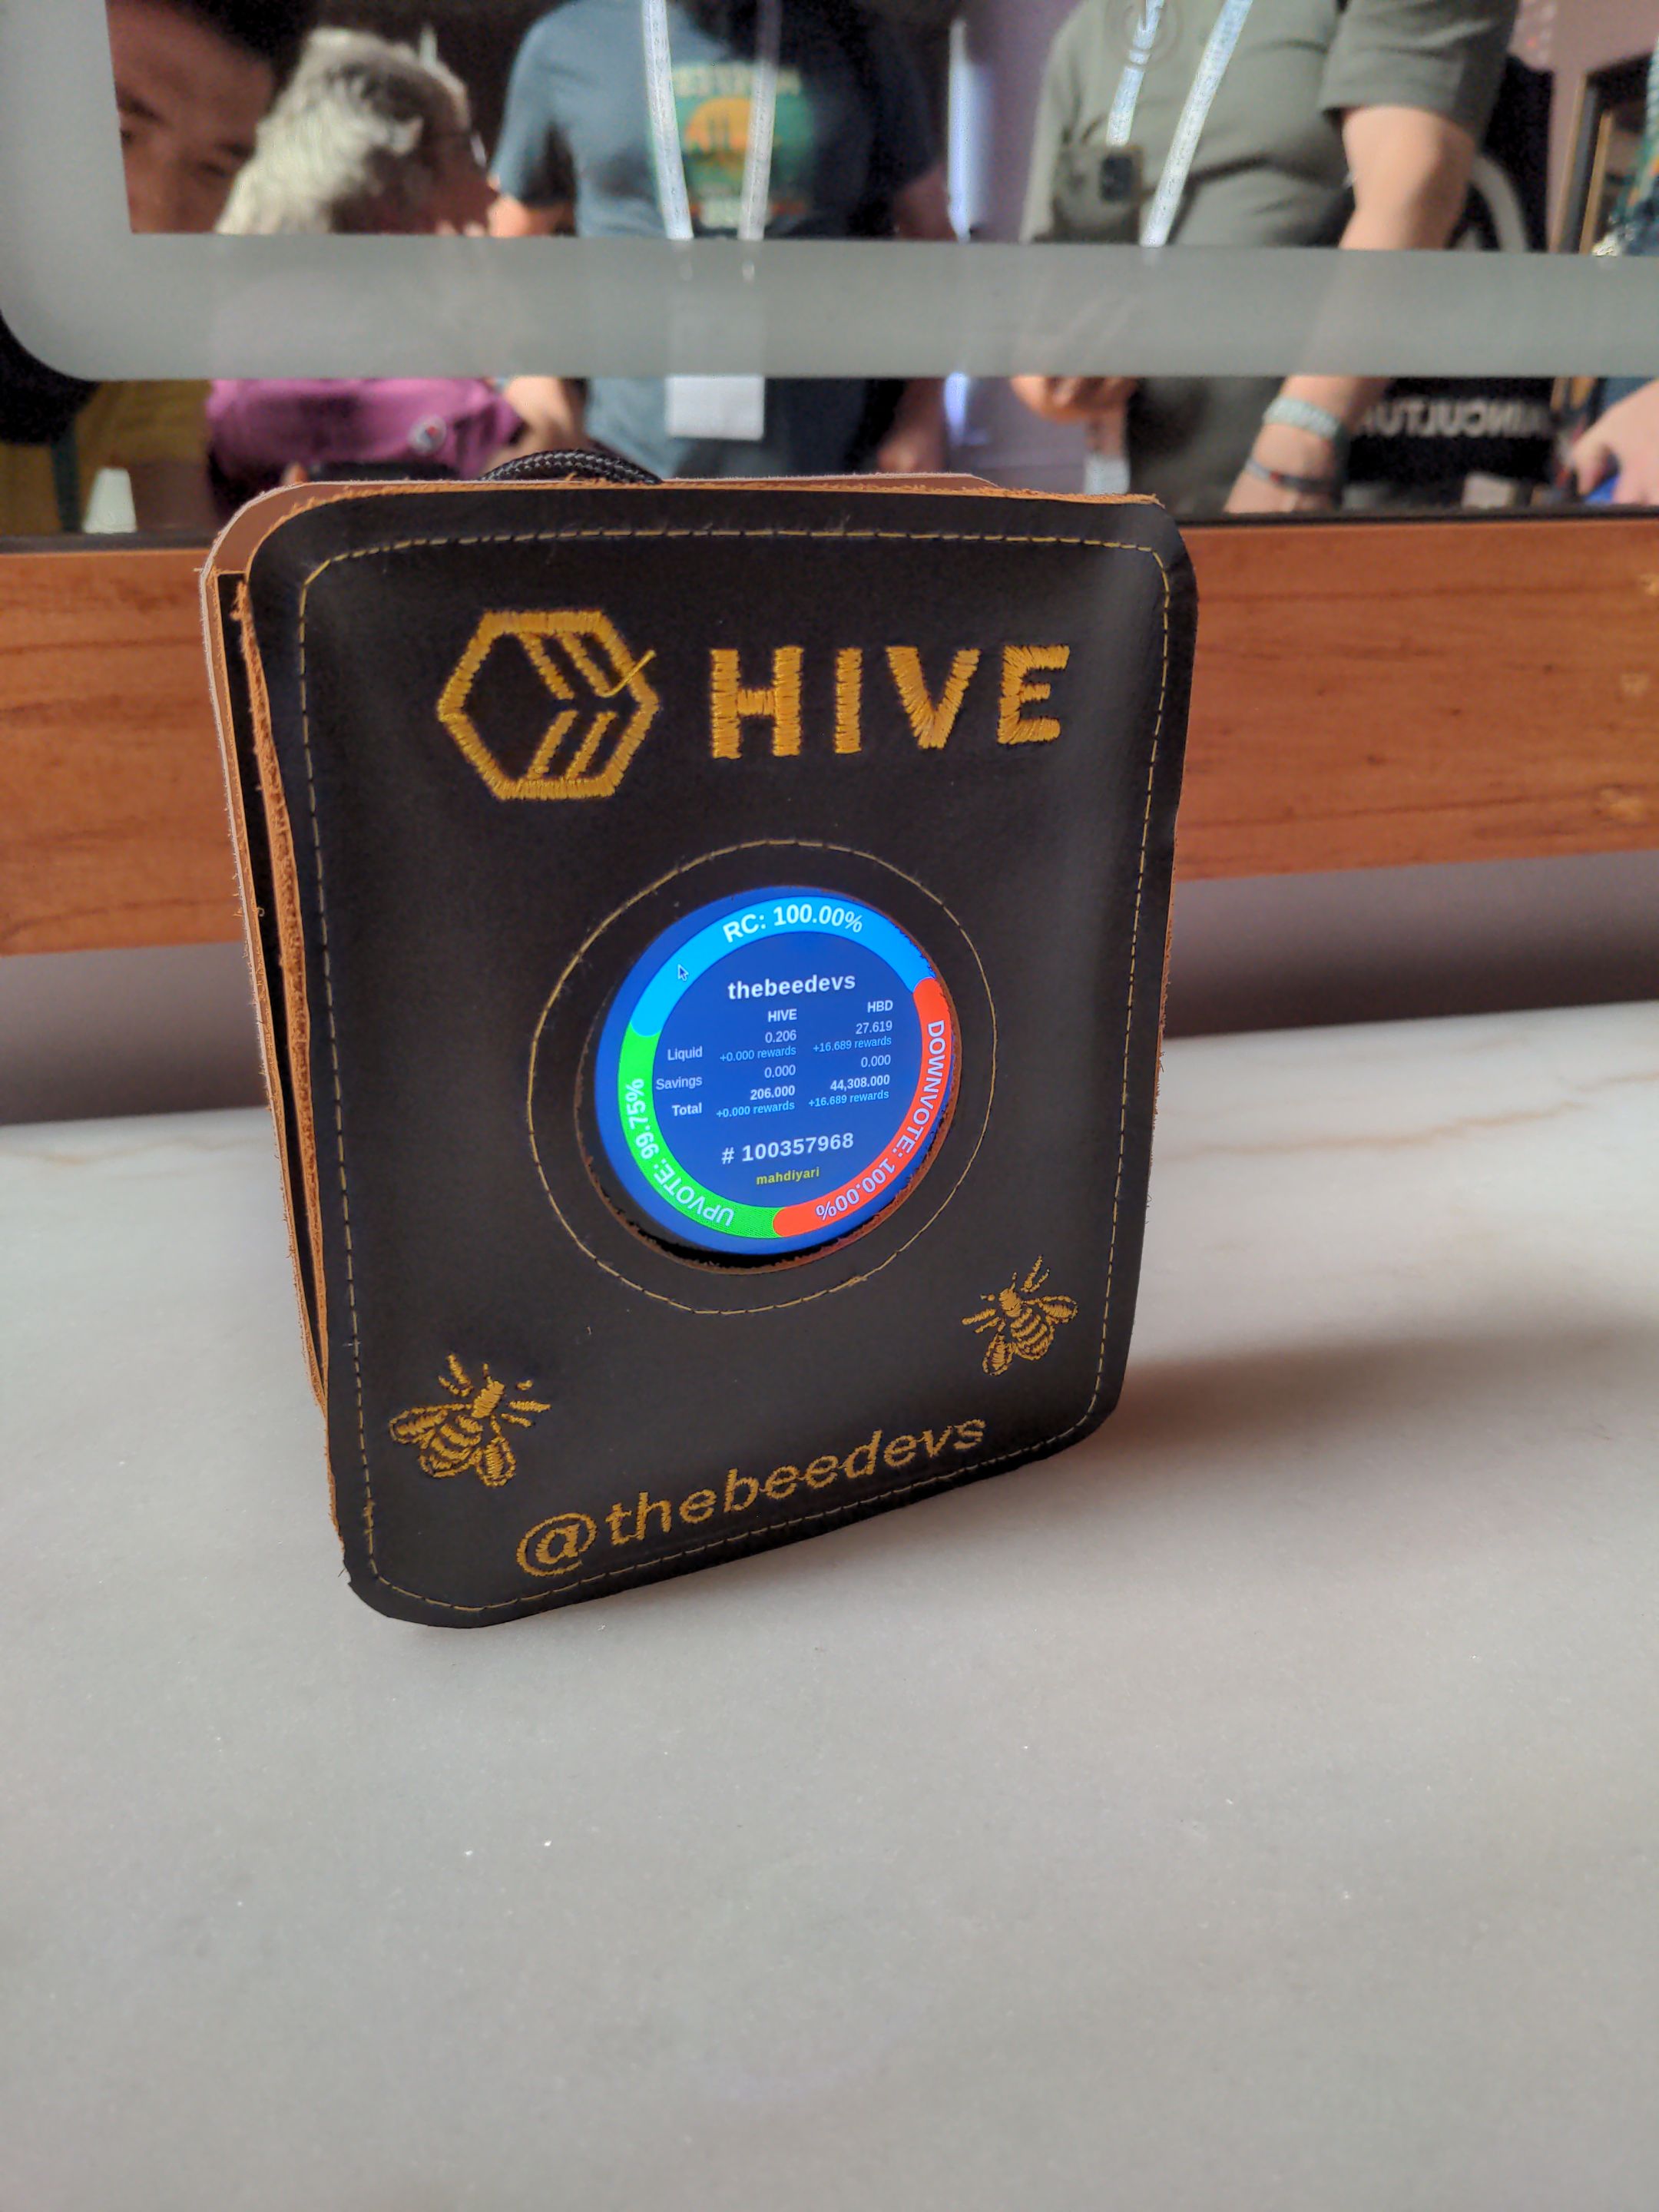 HIVE
RC: 100.00%
thebeedevs
HIVE HBD
Liquid 0.206 27.619
+0.000 rewards +16.689 rewards
Savings 0.000 0.000
Total 206.000 44,308.000
+0.000 rewards +16.689 rewards
# 100357968
mahdiyari
UPVOTE: 99.75%
DOWNVOTE: 100.00%
@thebeedevs